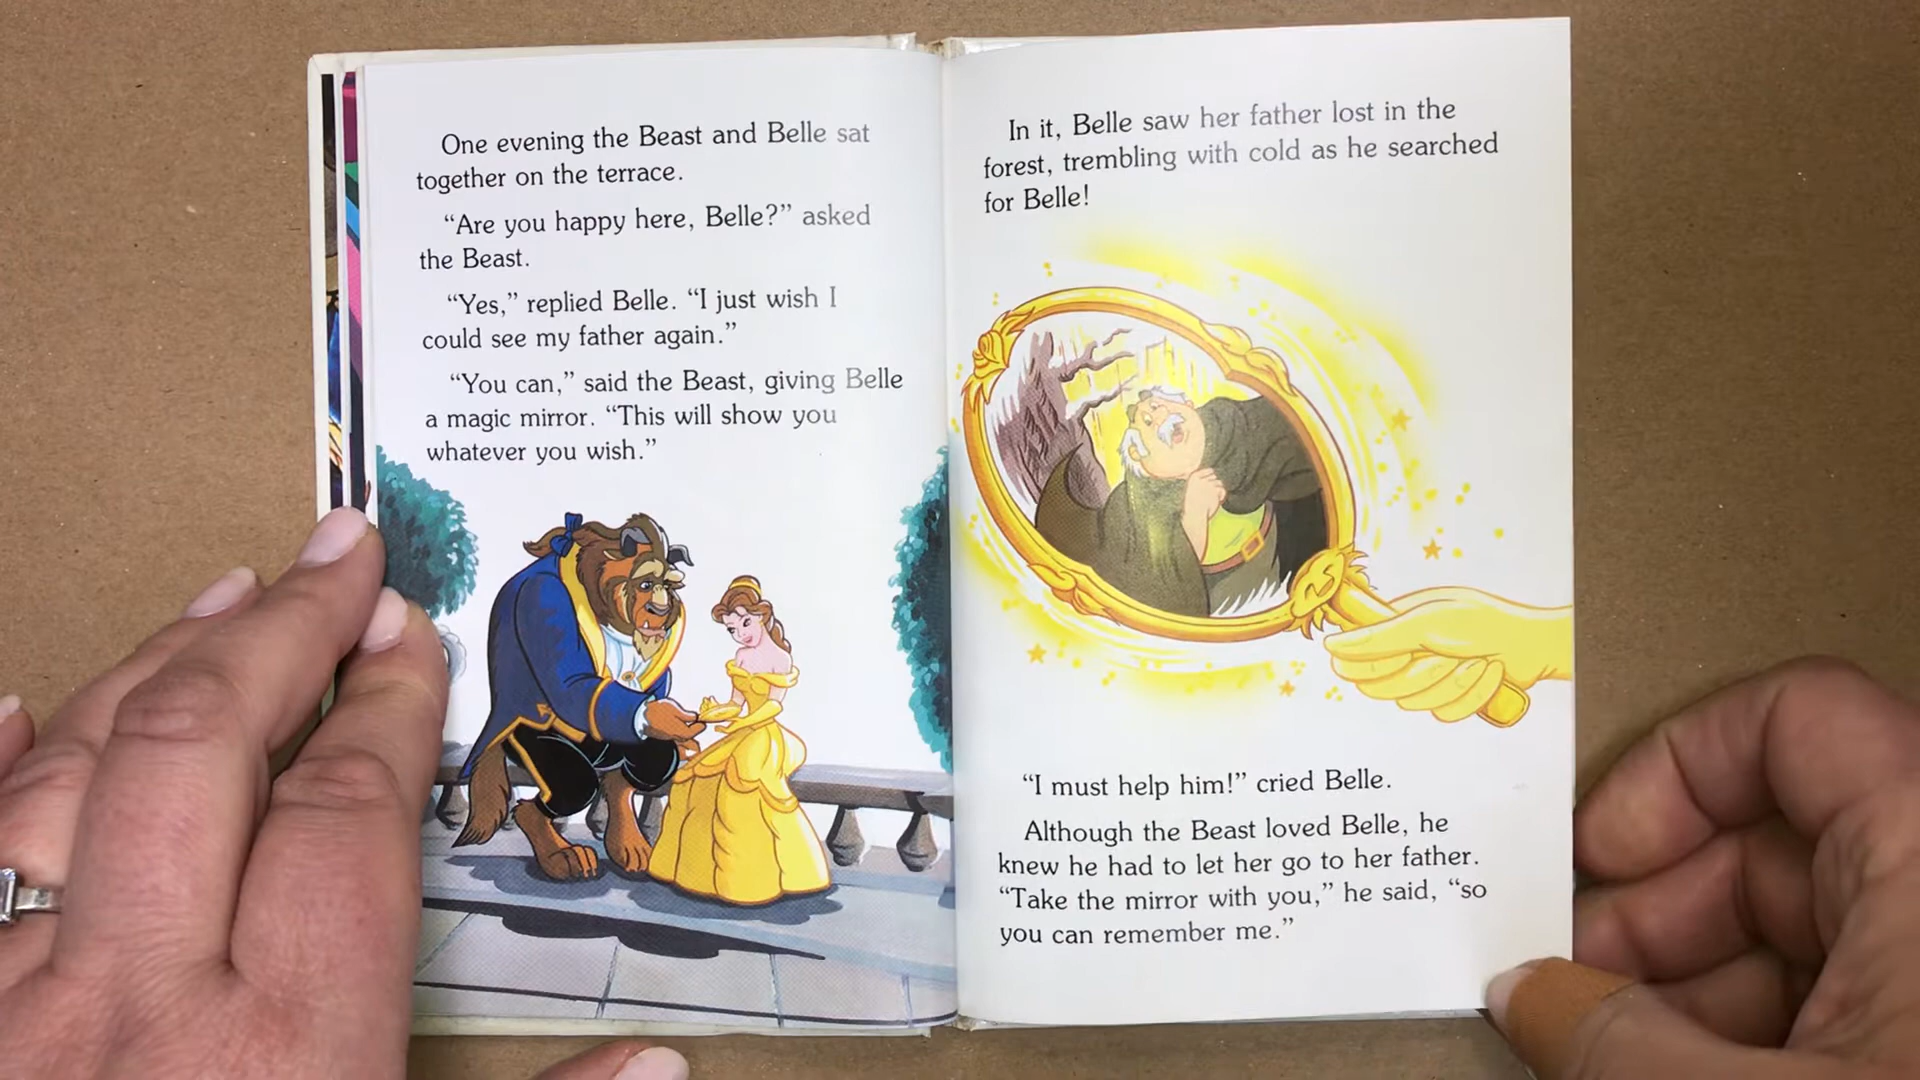 One evening the Beast and Belle sat
together on the terrace.
“Are you happy here, Belle?” asked
the Beast.
“Yes,” replied Belle. “I just wish I
could see my father again.”
“You can,” said the Beast, giving Belle
a magic mirror. “This will show you
whatever you wish.”
In it, Belle saw her father lost in the
forest, trembling with cold as he searched
for Belle!
“I must help him!” cried Belle.
Although the Beast loved Belle, he
knew he had to let her go to her father.
“Take the mirror with you,” he said, “so
you can remember me.”